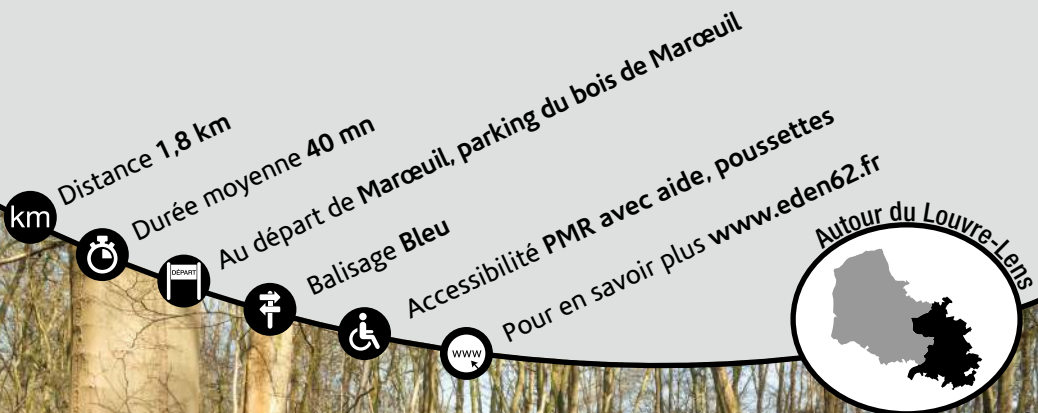 km
Distance 1,8 km
Durée moyenne 40 mn
DÉPART
Au départ de Marœuil, parking du bois de Marœuil
Balisage Bleu
Accessibilité PMR avec aide, poussettes
www
Pour en savoir plus www.eden62.fr
Autour du Louvre-Lens